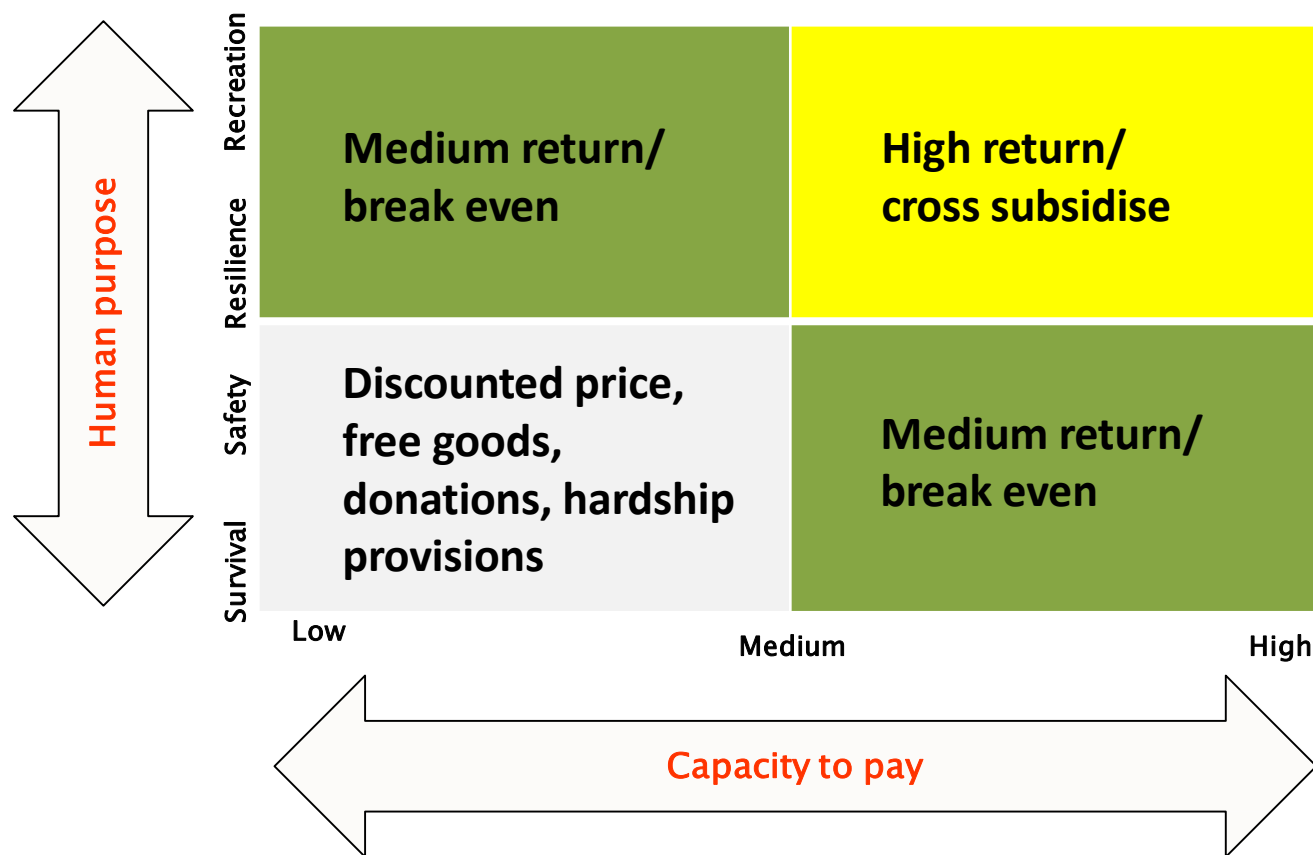 Human purpose
Recreation
Resilience
Safety
Survival
Medium return/
break even
High return/
cross subsidise
Discounted price,
free goods,
donations, hardship
provisions
Medium return/
break even
Low
Medium
High
Capacity to pay